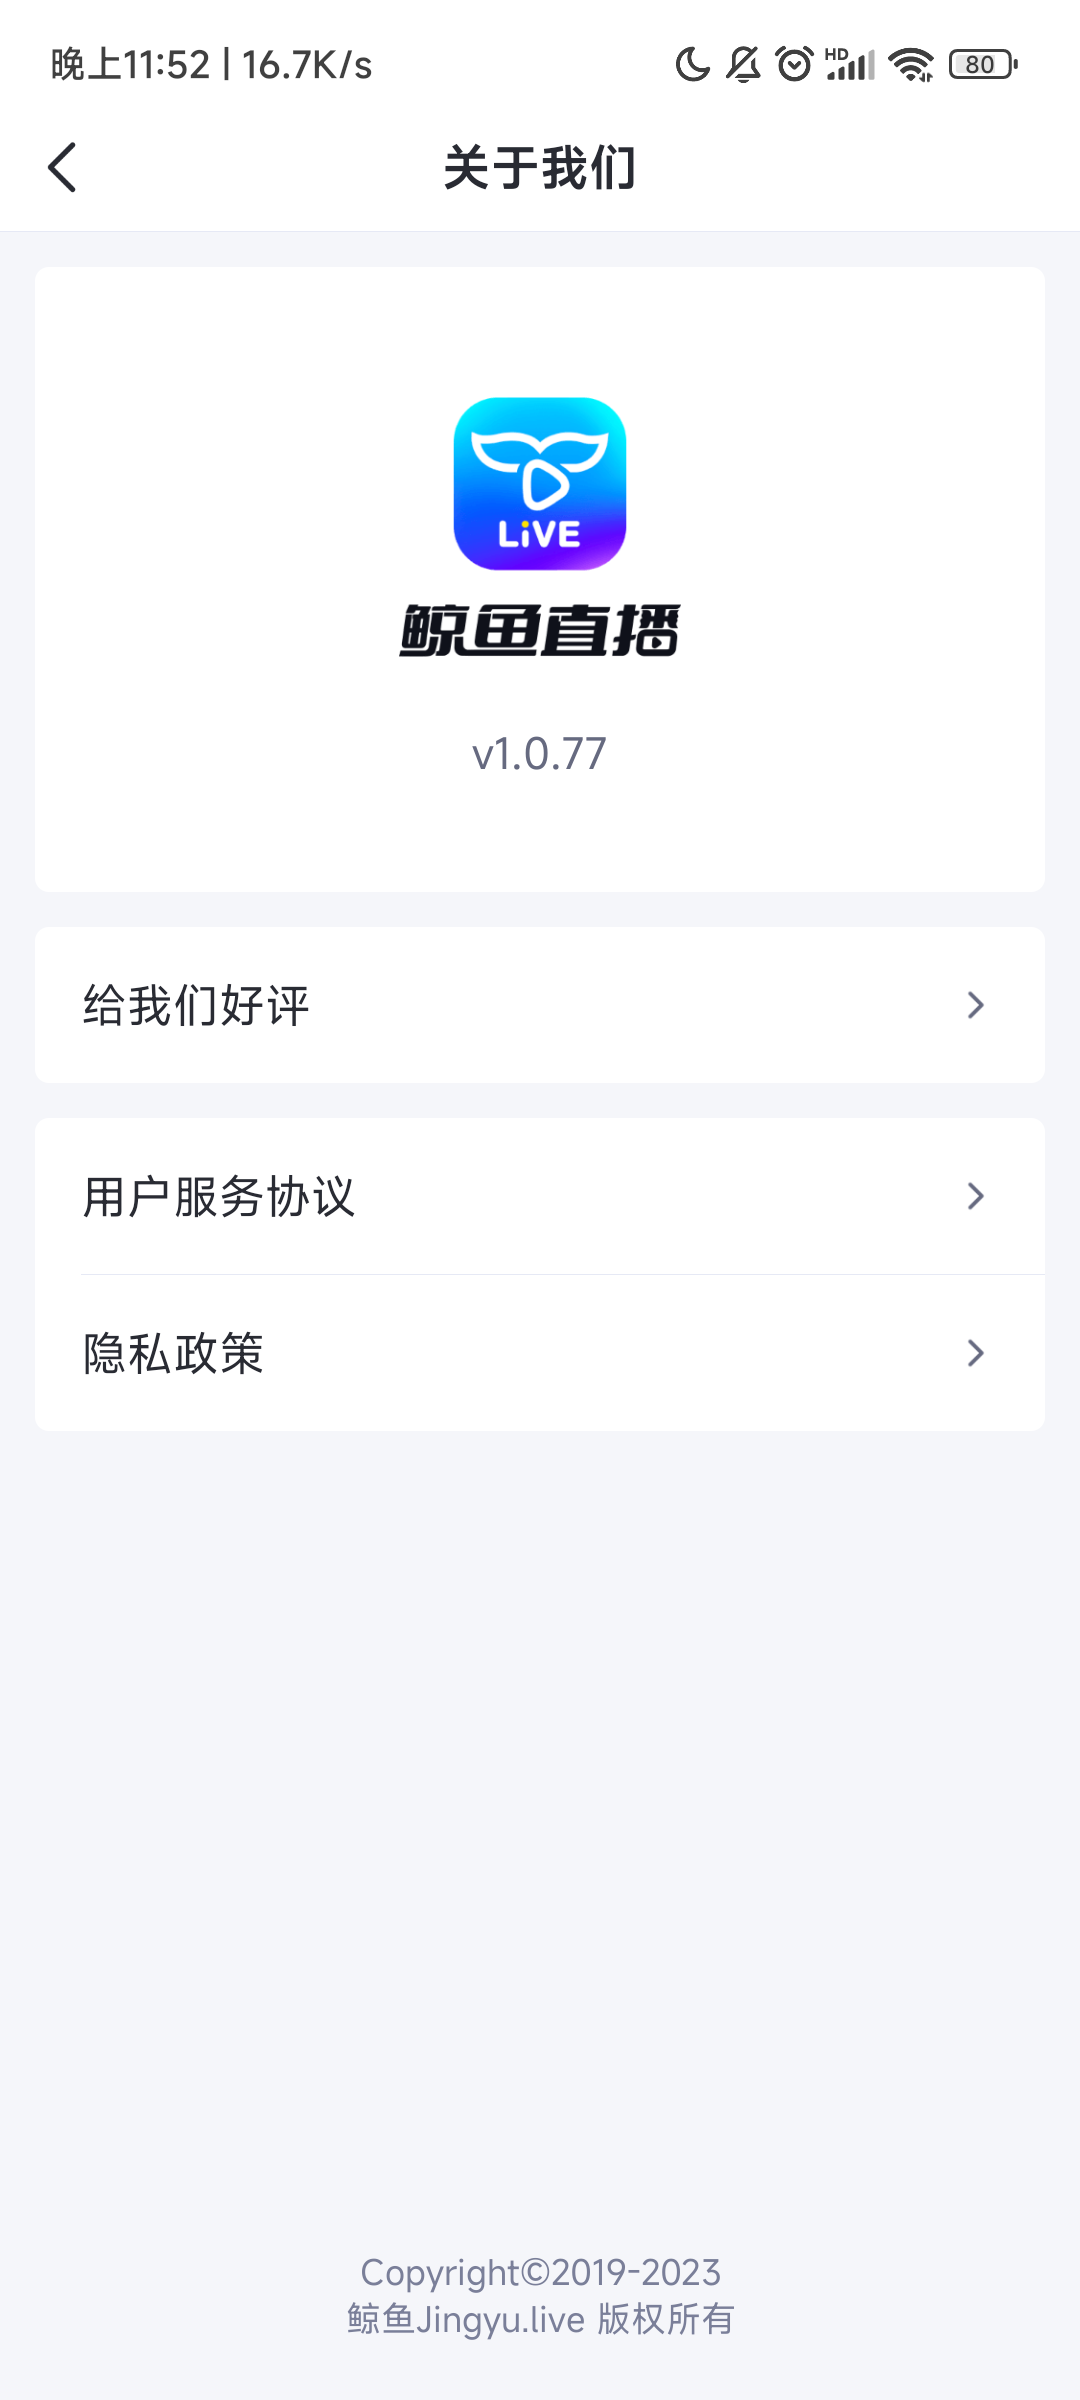 晚上11:52 | 16.7K/s
HD
80
关于我们
LiVE
鲸鱼直播
v1.0.77
给我们好评
用户服务协议
隐私政策
Copyright©2019-2023
鲸鱼Jingyu.live 版权所有